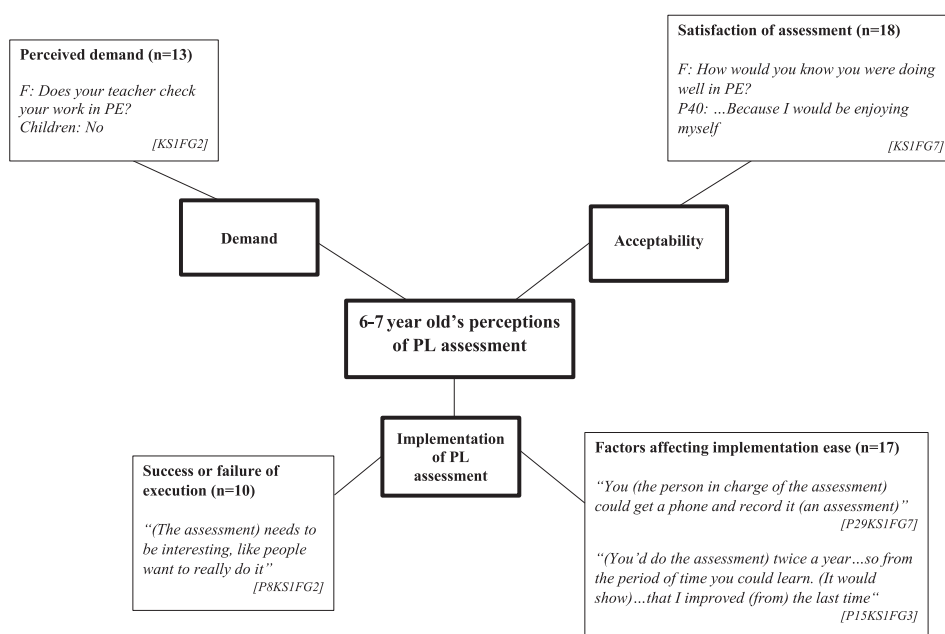 Perceived demand (n=13)
F: Does your teacher check
your work in PE?
Children: No
[KS1FG2]
Satisfaction of assessment (n=18)
F: How would you know you were doing
well in PE?
P40: …Because I would be enjoying
myself
[KS1FG7]
Demand
Acceptability
6-7 year old’s perceptions
of PL assessment
Implementation
of PL
assessment
Success or failure of
execution (n=10)
“(The assessment) needs to
be interesting, like people
want to really do it”
[P8KS1FG2]
Factors affecting implementation ease (n=17)
“You (the person in charge of the assessment)
could get a phone and record it (an assessment)”
[P29KS1FG7]
“(You’d do the assessment) twice a year…so from
the period of time you could learn. (It would
show)…that I improved (from) the last time“
[P15KS1FG3]